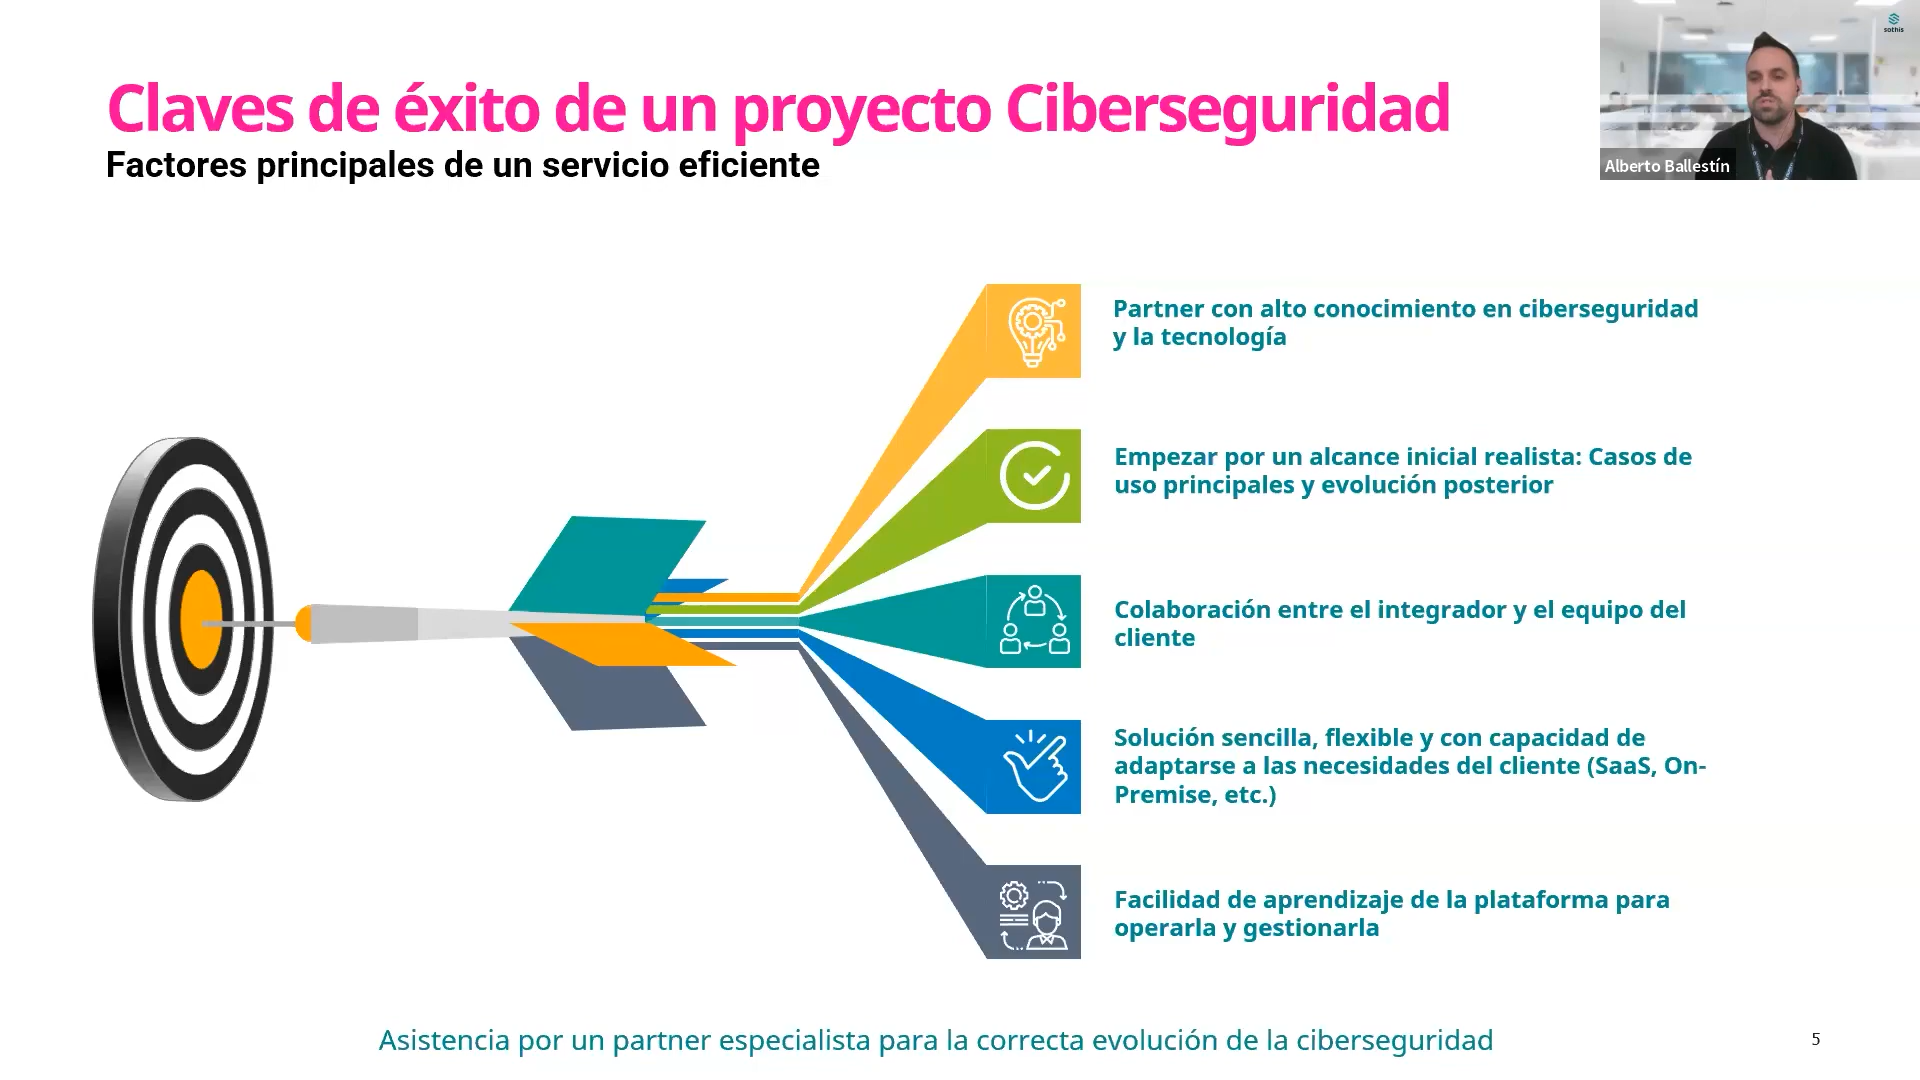 Claves de éxito de un proyecto Ciberseguridad
Factores principales de un servicio eficiente
sothis
Alberto Ballestín
Partner con alto conocimiento en ciberseguridad
y la tecnología
Empezar por un alcance inicial realista: Casos de
uso principales y evolución posterior
Colaboración entre el integrador y el equipo del
cliente
Solución sencilla, flexible y con capacidad de
adaptarse a las necesidades del cliente (SaaS, On-
Premise, etc.)
Facilidad de aprendizaje de la plataforma para
operarla y gestionarla
Asistencia por un partner especialista para la correcta evolución de la ciberseguridad
5